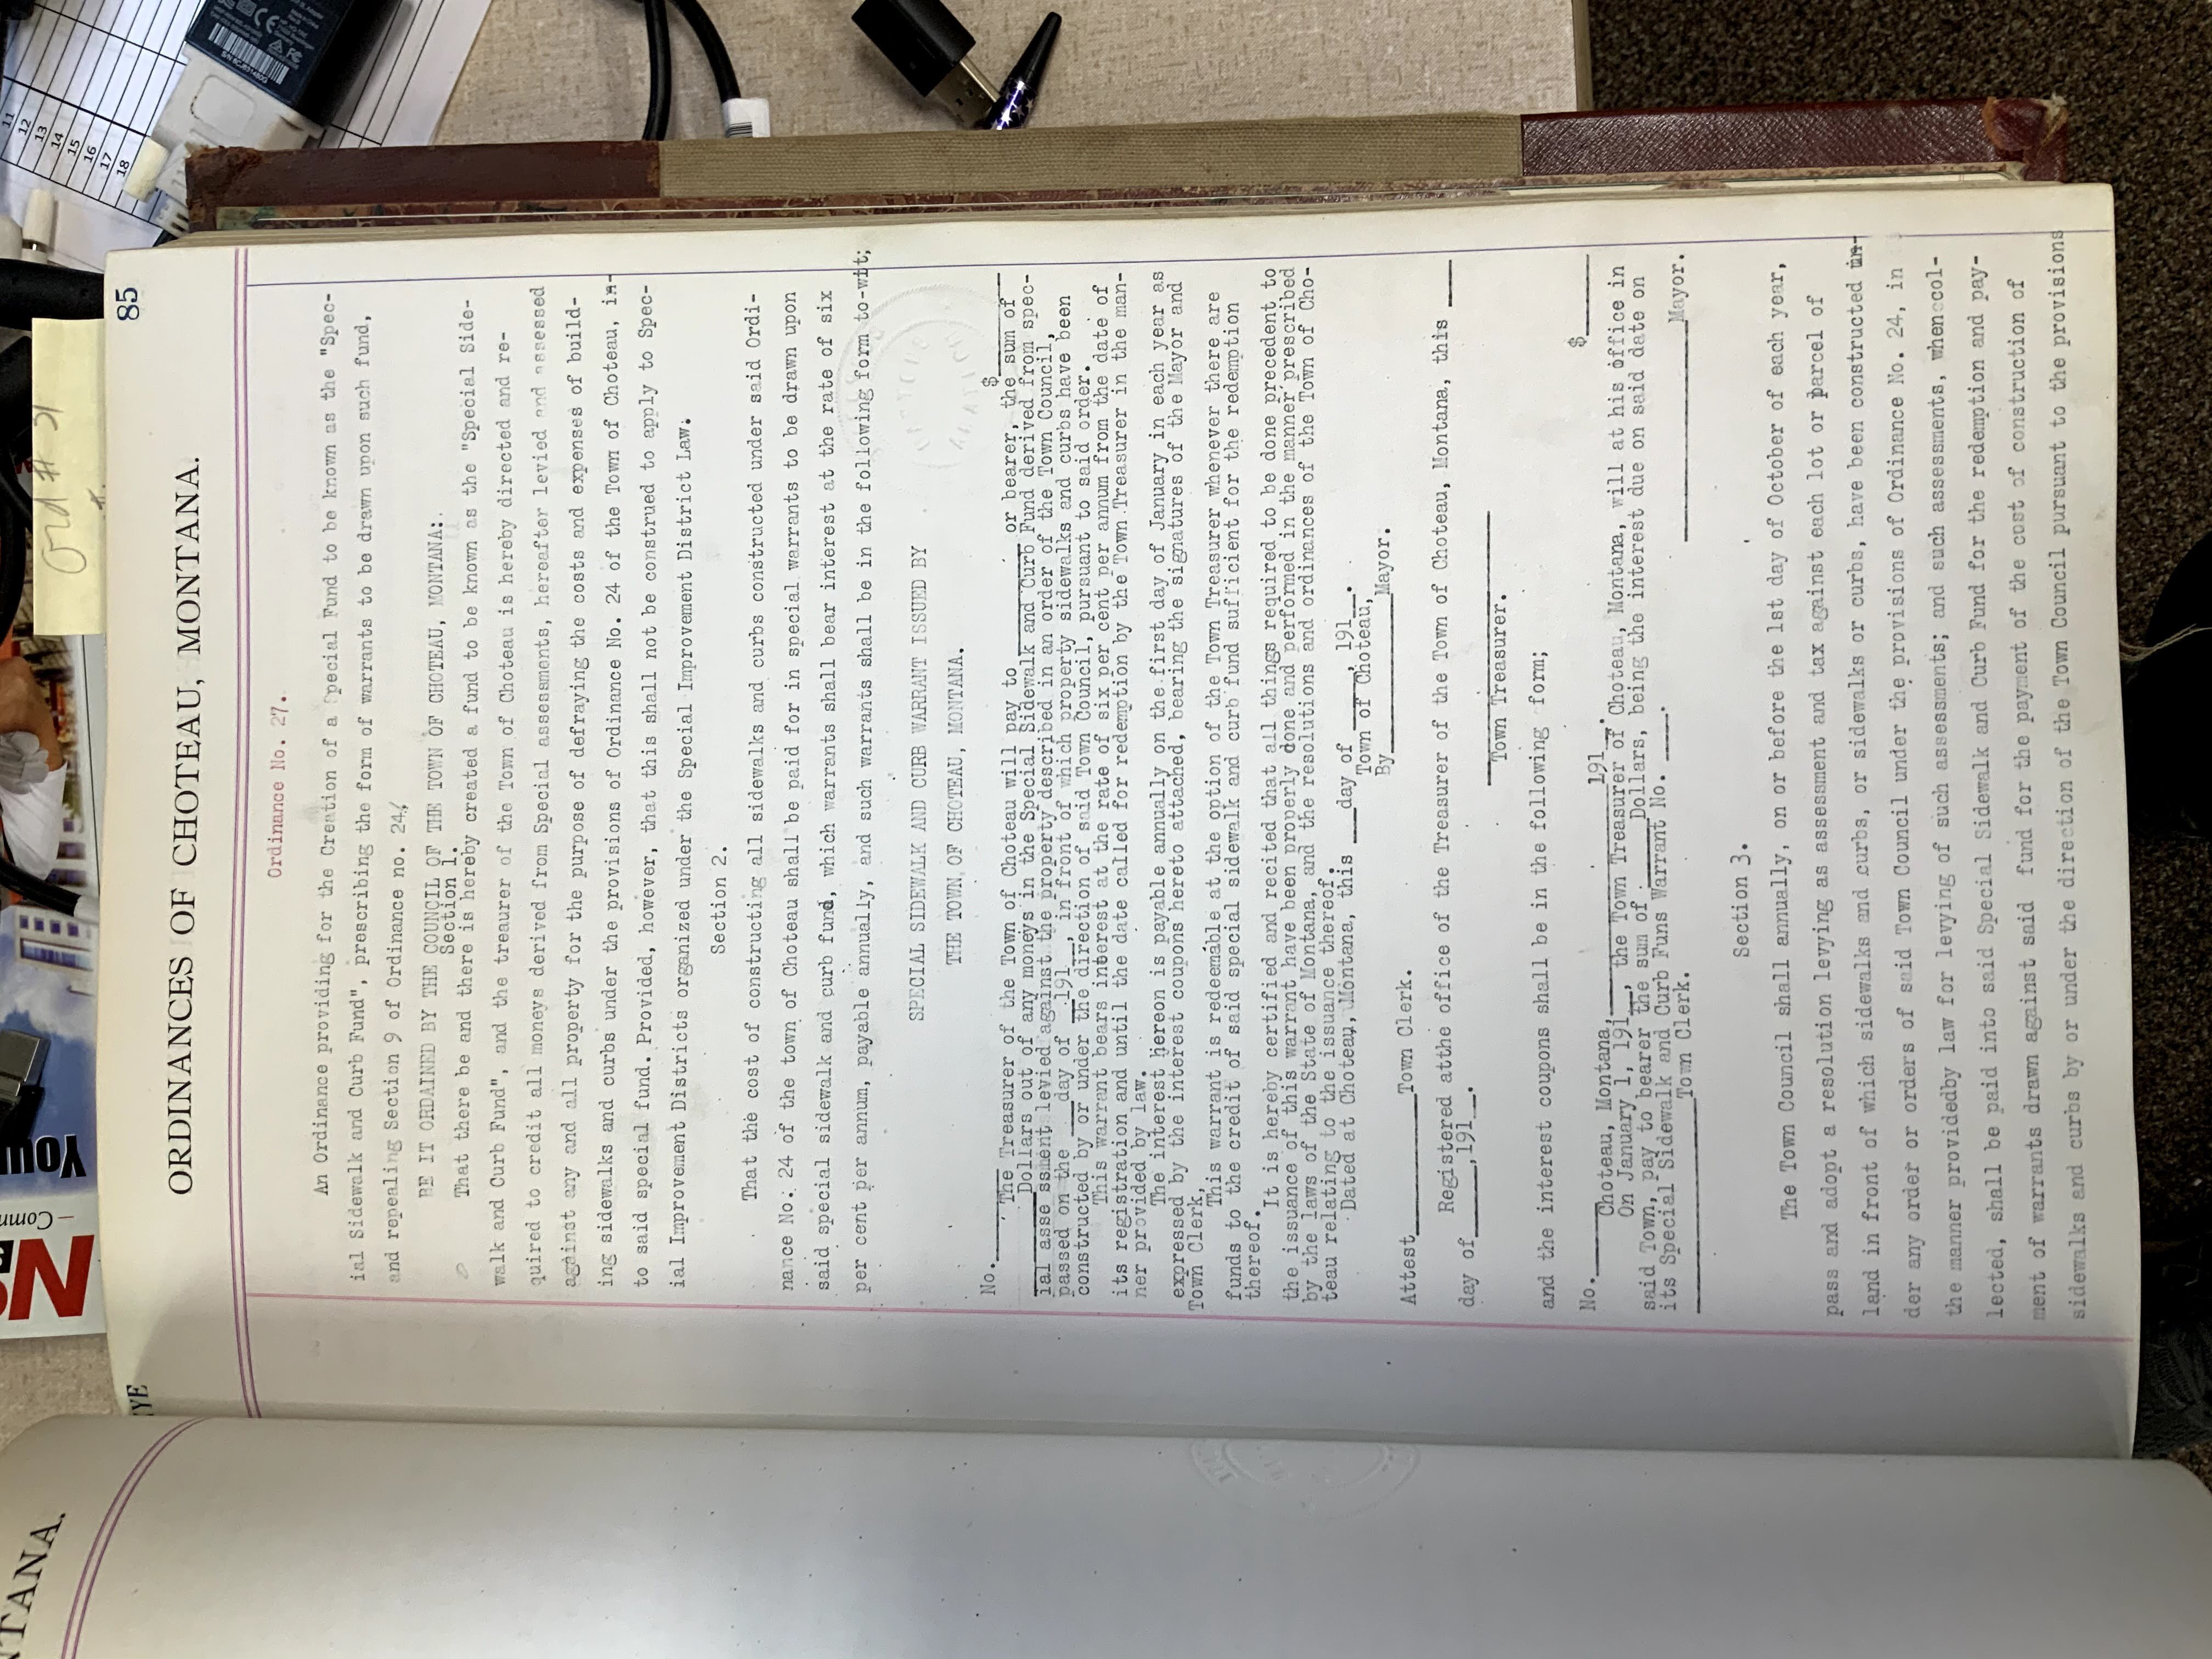 NTANA.
Comm
YOU
Ord # 31
11
12
13
14
15
16
17
18
YE
85
ORDINANCES OF CHOTEAU, MONTANA.
Ordinance No. 27.
An Ordinance providing for the Creation of a Special Fund to be known as the "Spec-
ial Sidewalk and Curb Fund", prescribing the form of warrants to be drawn upon such fund,
and repealing Section 9 of Ordinance no. 24.
BE IT ORDAINED BY THE COUNCIL OF THE TOWN OF CHOTEAU, MONTANA:.
Section 1.
That there be and there is hereby created a fund to be known as the "Special Side-
walk and Curb Fund", and the treaurer of the Town of Choteau is hereby directed and re-
quired to credit all moneys derived from Special assessments, hereafter levied and assessed
against any and all property for the purpose of defraying the costs and expenses of build-
ing sidewalks and curbs under the provisions of Ordinance No. 24 of the Town of Choteau, in-
to said special fund. Provided, however, that this shall not be construed to apply to Spec-
ial Improvement Districts organized under the Special Improvement District Law.
Section 2.
That the cost of constructing all sidewalks and curbs constructed under said Ordi-
nance No. 24 of the town of Choteau shall be paid for in special warrants to be drawn upon
said special sidewalk and curb fund, which warrants shall bear interest at the rate of six
per cent per annum, payable annually, and such warrants shall be in the following form to-wit;
SPECIAL SIDEWALK AND CURB WARRANT ISSUED BY
THE TOWN OF CHOTEAU, MONTANA.
No.________ $________
The Treasurer of the Town of Choteau will pay to ________ or bearer, the sum of
________Dollars out of any moneys in the Special Sidewalk and Curb Fund derived from spec-
ial asse ssment levied against the property described in an order of the Town Council,
passed on the ___day of __191__, in front of which property sidewalks and curbs have been
constructed by or under the direction of said Town Council, pursuant to said order.
This warrant bears interest at the rate of six per cent per annum from the date of
its registration and until the date called for redemption by the Town Treasurer in the man-
ner provided by law.
The interest hereon is payable annually on the first day of January in each year as
expressed by the interest coupons hereto attached, bearing the signatures of the Mayor and
Town Clerk,
This warrant is redeemable at the option of the Town Treasurer whenever there are
funds to the credit of said special sidewalk and curb fund sufficient for the redemption
thereof.
It is hereby certified and recited that all things required to be done precedent to
the issuance of this warrant have been properly done and performed in the manner prescribed
by the laws of the State of Montana, and the resolutions and ordinances of the Town of Cho-
teau relating to the issuance thereof.
Dated at Choteau, Montana, this ___day of _____, 191__.
Town of Choteau,
By____________Mayor.
Attest___________Town Clerk.
Registered atthe office of the Treasurer of the Town of Choteau, Montana, this ____
day of______,191__.
Town Treasurer.
and the interest coupons shall be in the following form;
No.______ $______
Choteau, Montana,__________________191__.
On January 1, 191__, the Town Treasurer of Choteau, Montana, will at his office in
said Town, pay to bearer the sum of _____Dollars, being the interest due on said date on
its Special Sidewalk and Curb Funs Warrant No. ____.
_________________Town Clerk. _________________Mayor.
Section 3.
The Town Council shall annually, on or before the 1st day of October of each year,
pass and adopt a resolution levying as assessment and tax against each lot or parcel of
land in front of which sidewalks and curbs, or sidewalks or curbs, have been constructed un-
der any order or orders of said Town Council under the provisions of Ordinance No. 24, in
the manner providedby law for levying of such assessments; and such assessments, when col-
lected, shall be paid into said Special Sidewalk and Curb Fund for the redemption and pay-
ment of warrants drawn against said fund for the payment of the cost of construction of
sidewalks and curbs by or under the direction of the Town Council pursuant to the provisions